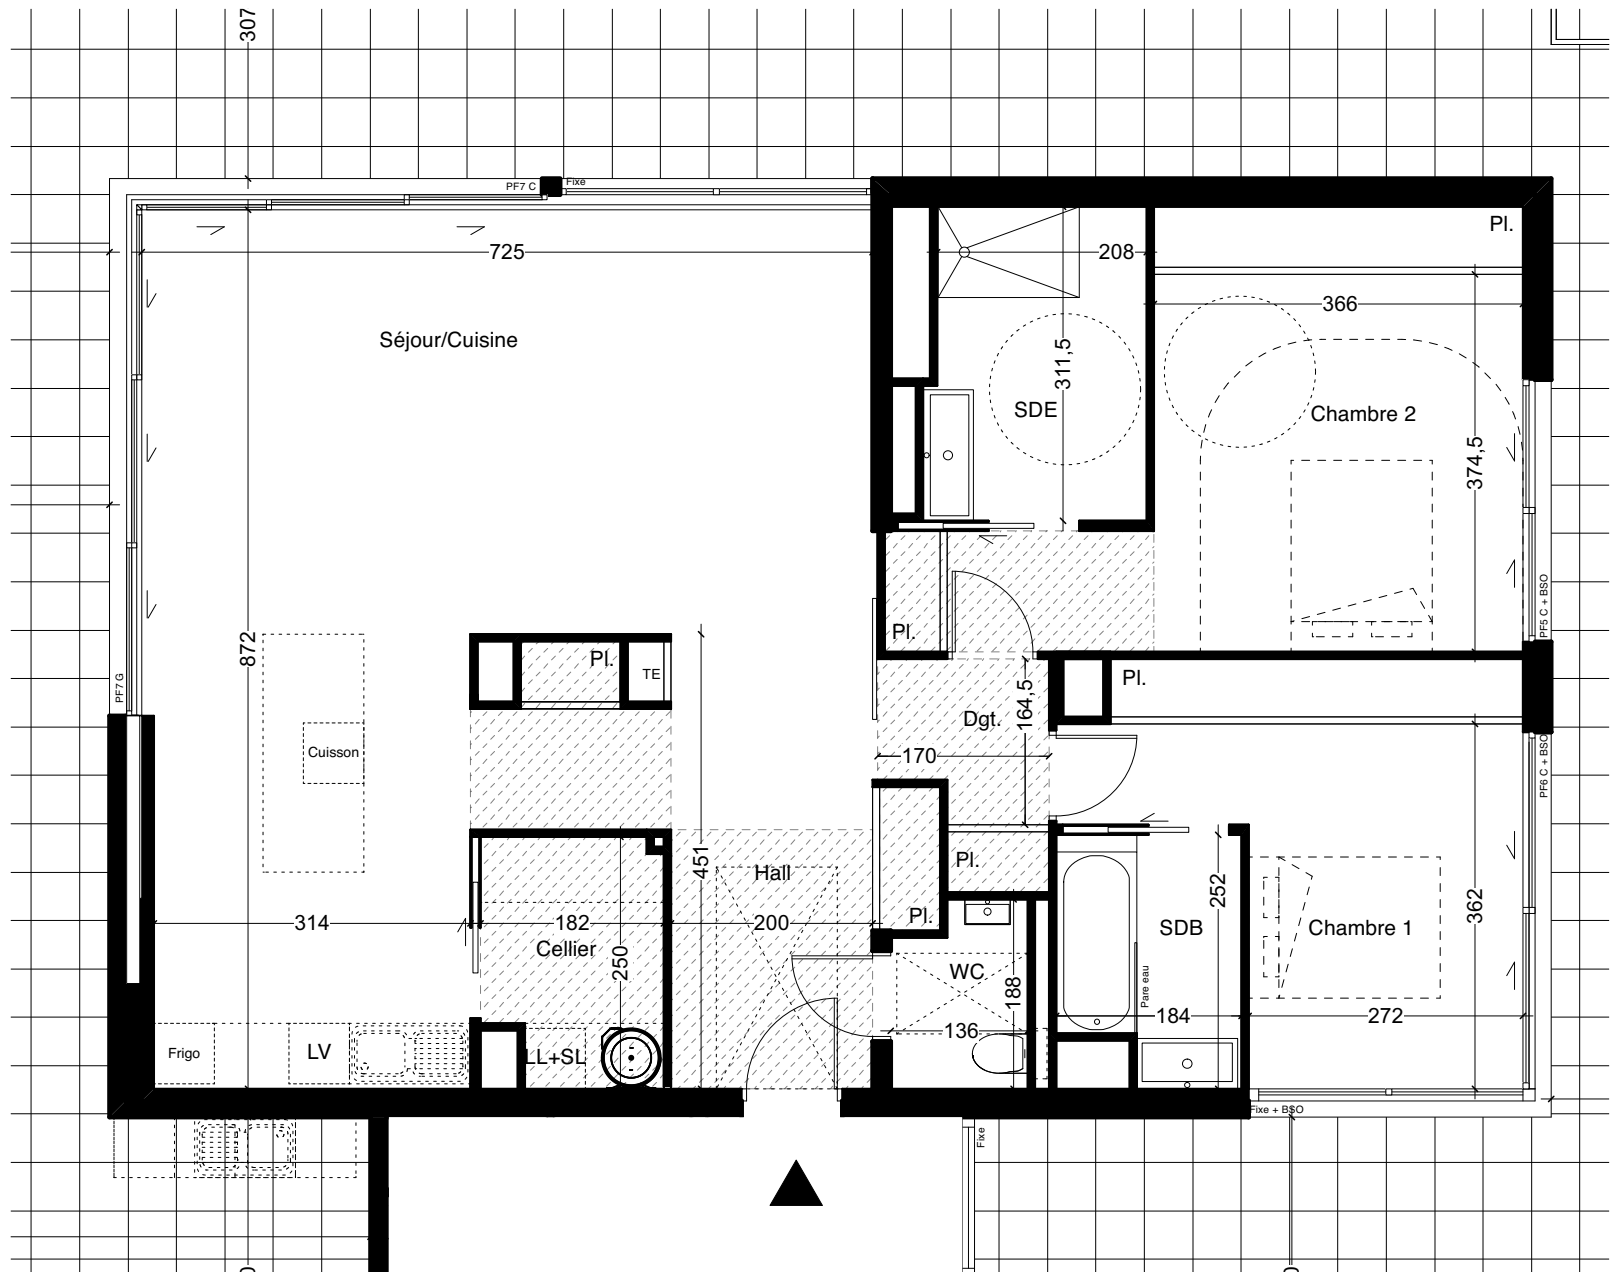 307
PF7 C
Fixe
Pl.
725
208
366
Séjour/Cuisine
311,5
SDE
Chambre 2
374,5
PF5 C + BSO
Pl.
872
Pl.
TE
PF7 G
Cuisson
Dgt.
164,5
170
Pl.
PF6 C + BSO
451
Hall
Pl.
Pl.
314
182
200
Cellier
250
WC
188
136
252
SDB
Pare eau
184
Chambre 1
362
272
Frigo
LV
LL+SL
Fixe + BSO
Fixe